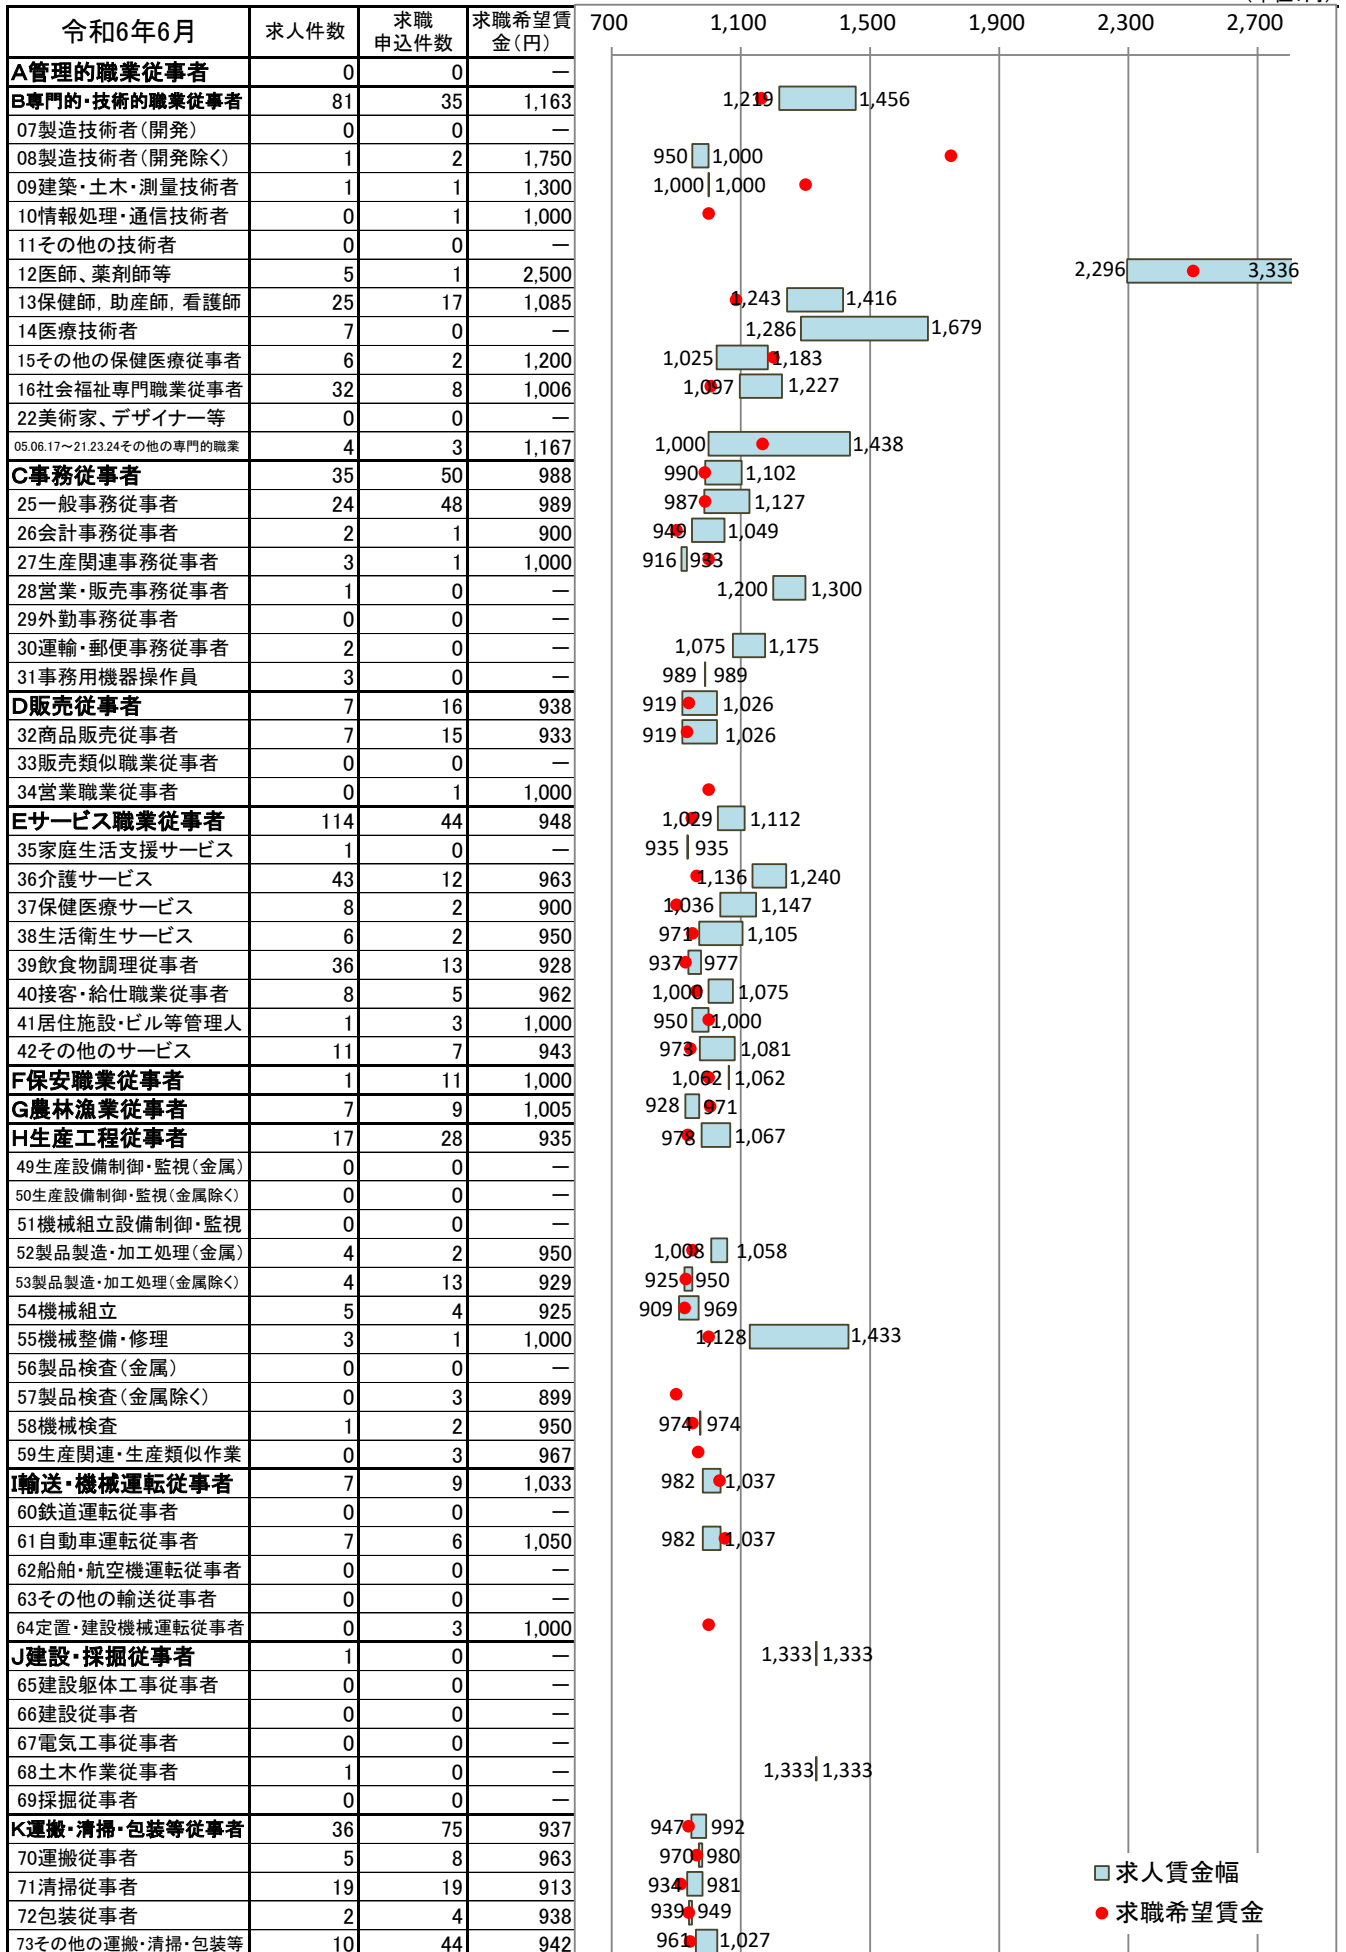 令和6年6月 求人件数 求職申込件数 求職希望賃金(円) 700 1,100 1,500 1,900 2,300 2,700
A管理的職業従事者 0 0 ―
B専門的・技術的職業従事者 81 35 1,163 1,219 1,456
07製造技術者(開発) 0 0 ―
08製造技術者(開発除く) 1 2 1,750 950 1,000
09建築・土木・測量技術者 1 1 1,300 1,000 1,000
10情報処理・通信技術者 0 1 1,000
11その他の技術者 0 0 ―
12医師、薬剤師等 5 1 2,500 2,296 3,336
13保健師,助産師,看護師 25 17 1,085 1,243 1,416
14医療技術者 7 0 ― 1,286 1,679
15その他の保健医療従事者 6 2 1,200 1,025 1,183
16社会福祉専門職業従事者 32 8 1,006 1,097 1,227
22美術家、デザイナー等 0 0 ―
05.06.17～21.23.24その他の専門的職業 4 3 1,167 1,000 1,438
C事務従事者 35 50 988 990 1,102
25一般事務従事者 24 48 989 987 1,127
26会計事務従事者 2 1 900 949 1,049
27生産関連事務従事者 3 1 1,000 916 933
28営業・販売事務従事者 1 0 ― 1,200 1,300
29外勤事務従事者 0 0 ―
30運輸・郵便事務従事者 2 0 ― 1,075 1,175
31事務用機器操作員 3 0 ― 989 989
D販売従事者 7 16 938 919 1,026
32商品販売従事者 7 15 933 919 1,026
33販売類似職業従事者 0 0 ―
34営業職業従事者 0 1 1,000
Eサービス職業従事者 114 44 948 1,029 1,112
35家庭生活支援サービス 1 0 ― 935 935
36介護サービス 43 12 963 1,136 1,240
37保健医療サービス 8 2 900 1,036 1,147
38生活衛生サービス 6 2 950 971 1,105
39飲食物調理従事者 36 13 928 937 977
40接客・給仕職業従事者 8 5 962 1,000 1,075
41居住施設・ビル等管理人 1 3 1,000 950 1,000
42その他のサービス 11 7 943 973 1,081
F保安職業従事者 1 11 1,000 1,062 1,062
G農林漁業従事者 7 9 1,005 928 971
H生産工程従事者 17 28 935 978 1,067
49生産設備制御・監視(金属) 0 0 ―
50生産設備制御・監視(金属除く) 0 0 ―
51機械組立設備制御・監視 0 0 ―
52製品製造・加工処理(金属) 4 2 950 1,008 1,058
53製品製造・加工処理(金属除く) 4 13 929 925 950
54機械組立 5 4 925 909 969
55機械整備・修理 3 1 1,000 1,128 1,433
56製品検査(金属) 0 0 ―
57製品検査(金属除く) 0 3 899
58機械検査 1 2 950 974 974
59生産関連・生産類似作業 0 3 967
I輸送・機械運転従事者 7 9 1,033 982 1,037
60鉄道運転従事者 0 0 ―
61自動車運転従事者 7 6 1,050 982 1,037
62船舶・航空機運転従事者 0 0 ―
63その他の輸送従事者 0 0 ―
64定置・建設機械運転従事者 0 3 1,000
J建設・採掘従事者 1 0 ― 1,333 1,333
65建設躯体工事従事者 0 0 ―
66建設従事者 0 0 ―
67電気工事従事者 0 0 ―
68土木作業従事者 1 0 ― 1,333 1,333
69採掘従事者 0 0 ―
K運搬・清掃・包装等従事者 36 75 937 947 992
70運搬従事者 5 8 963 970 980
71清掃従事者 19 19 913 934 981
72包装従事者 2 4 938 939 949
73その他の運搬・清掃・包装等 10 44 942 961 1,027
求人賃金幅
求職希望賃金